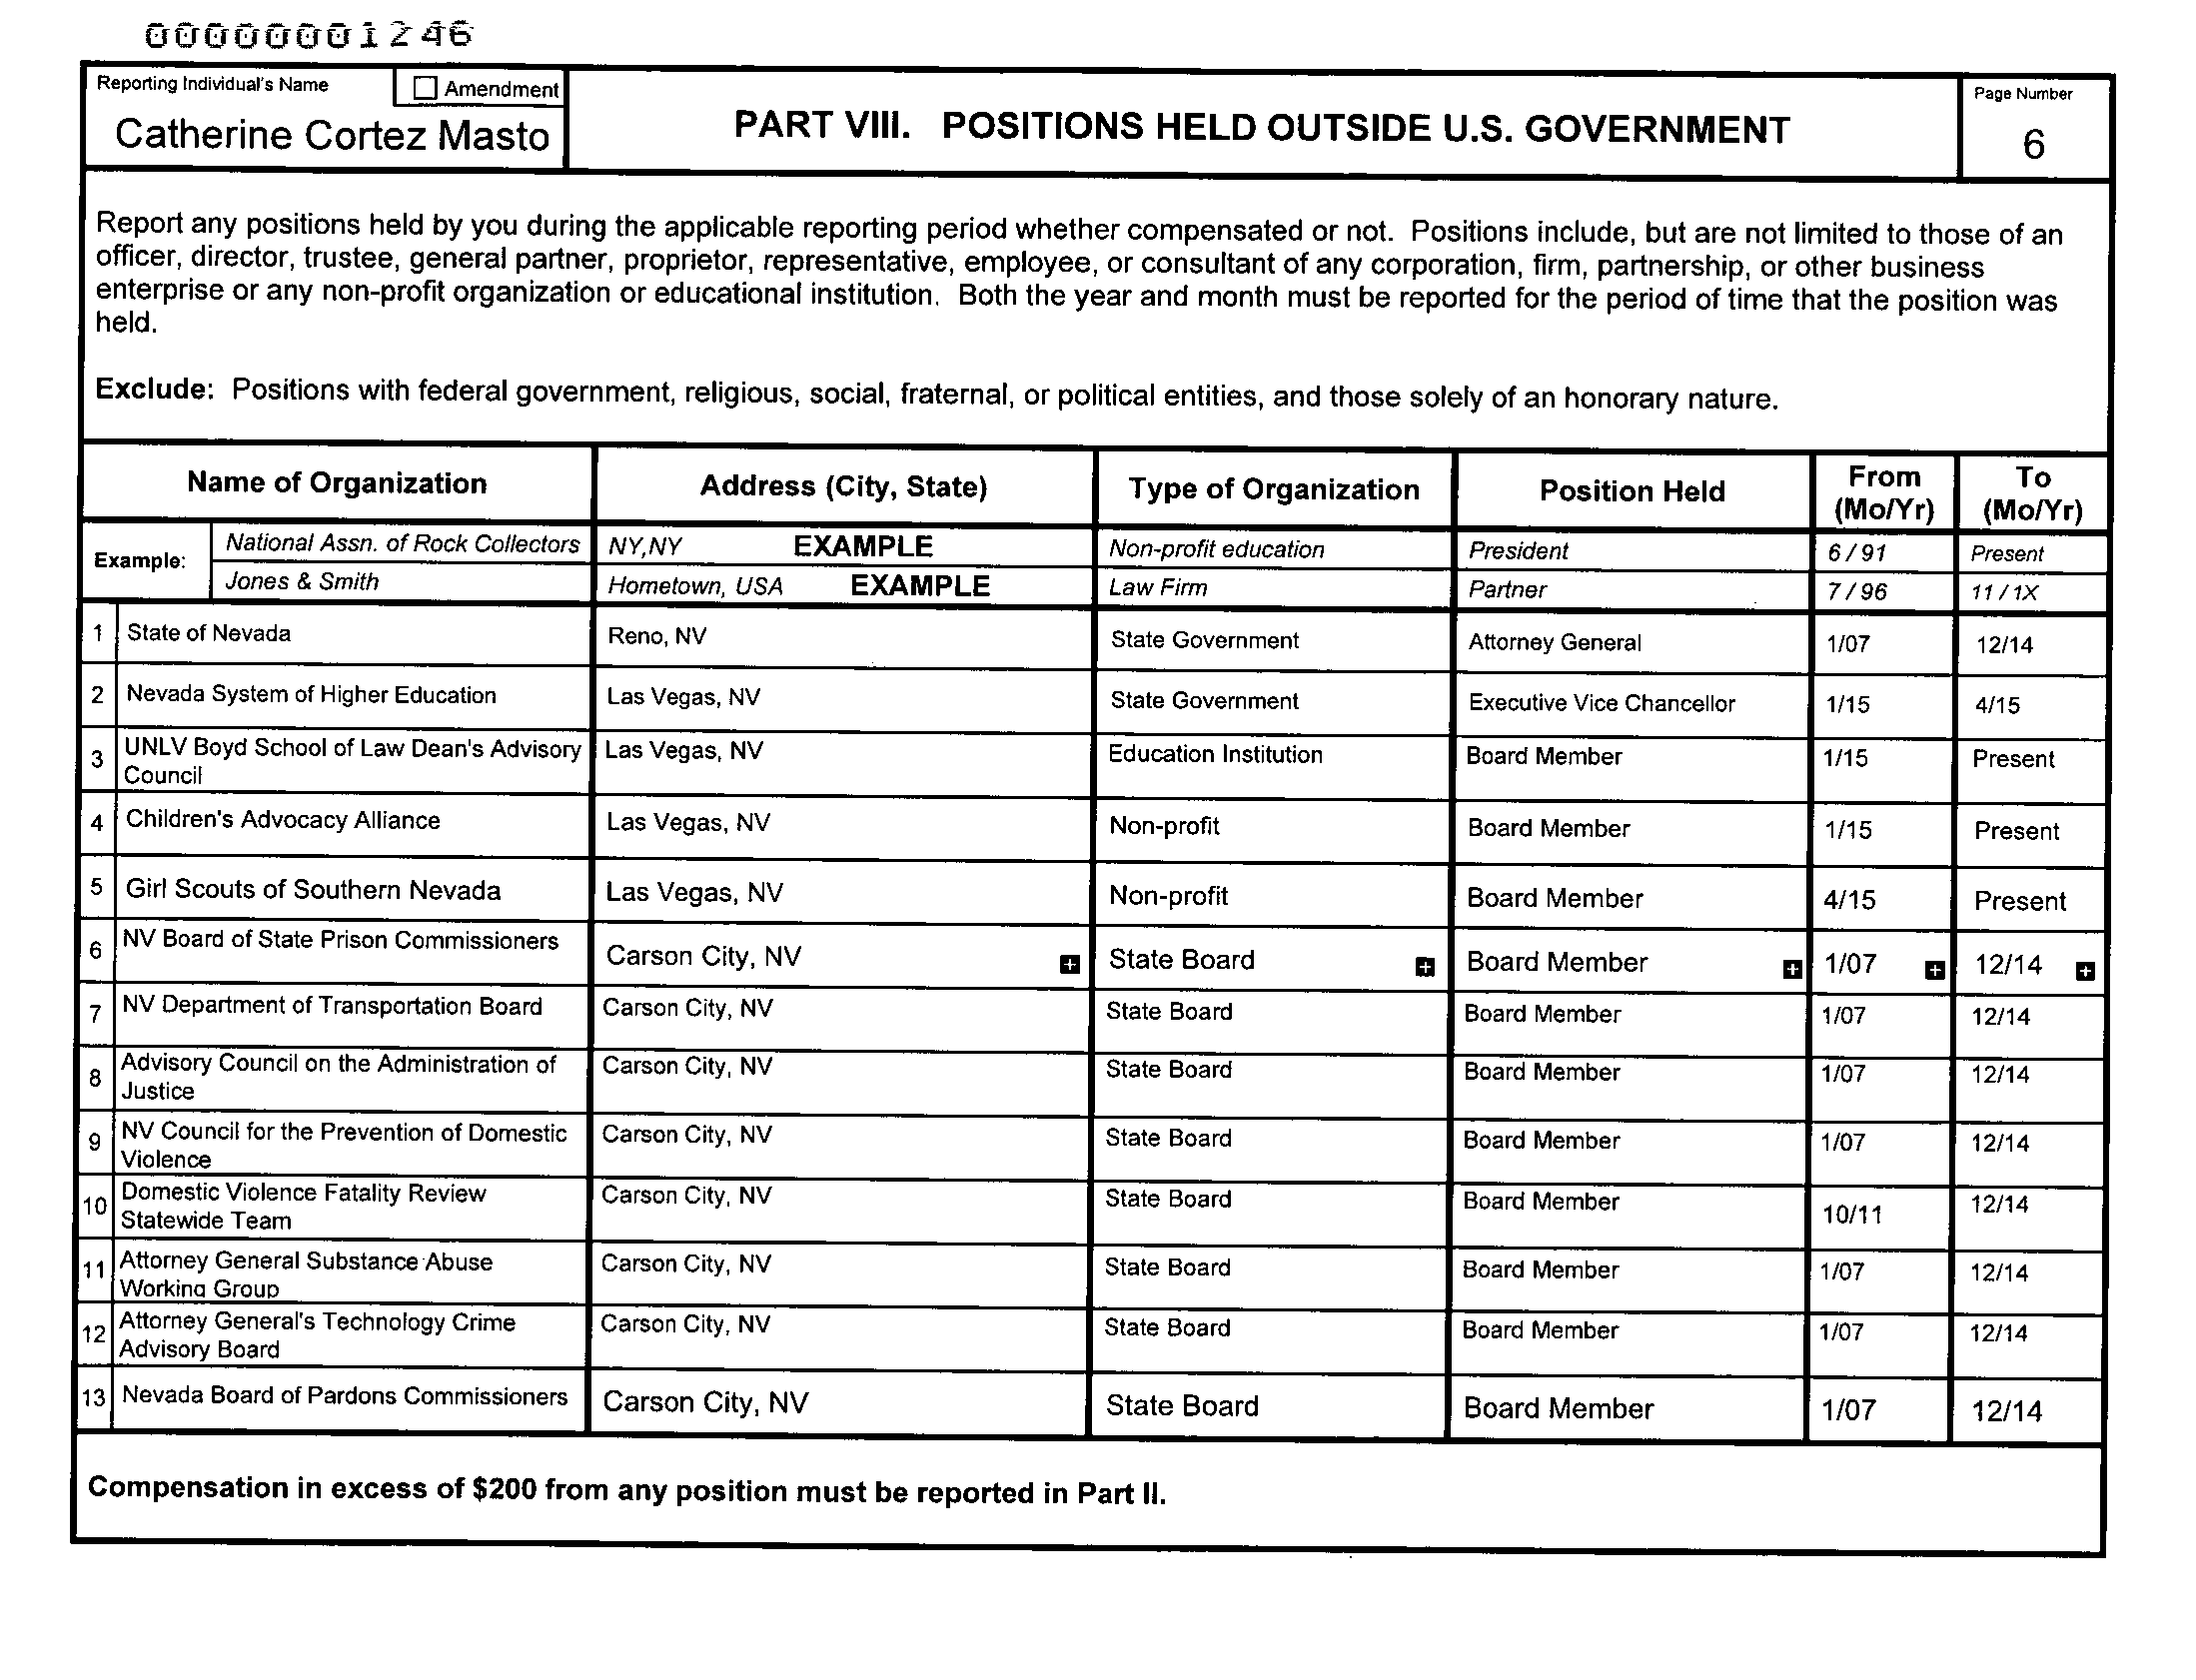 00000001246
Reporting Individual's Name
☐ Amendment
Catherine Cortez Masto
PART VIII. POSITIONS HELD OUTSIDE U.S. GOVERNMENT
Page Number
6
Report any positions held by you during the applicable reporting period whether compensated or not. Positions include, but are not limited to those of an
officer, director, trustee, general partner, proprietor, representative, employee, or consultant of any corporation, firm, partnership, or other business
enterprise or any non-profit organization or educational institution. Both the year and month must be reported for the period of time that the position was
held.
Exclude: Positions with federal government, religious, social, fraternal, or political entities, and those solely of an honorary nature.
Name of Organization Address (City, State) Type of Organization Position Held From (Mo/Yr) To (Mo/Yr)
Example: National Assn. of Rock Collectors NY,NY EXAMPLE Non-profit education President 6 / 91 Present
Jones & Smith Hometown, USA EXAMPLE Law Firm Partner 7 / 96 11 / 1X
1 State of Nevada Reno, NV State Government Attorney General 1/07 12/14
2 Nevada System of Higher Education Las Vegas, NV State Government Executive Vice Chancellor 1/15 4/15
3 UNLV Boyd School of Law Dean's Advisory Las Vegas, NV Education Institution Board Member 1/15 Present
Council
4 Children's Advocacy Alliance Las Vegas, NV Non-profit Board Member 1/15 Present
5 Girl Scouts of Southern Nevada Las Vegas, NV Non-profit Board Member 4/15 Present
6 NV Board of State Prison Commissioners Carson City, NV + State Board + Board Member + 1/07 + 12/14 +
7 NV Department of Transportation Board Carson City, NV State Board Board Member 1/07 12/14
8 Advisory Council on the Administration of Carson City, NV State Board Board Member 1/07 12/14
Justice
9 NV Council for the Prevention of Domestic Carson City, NV State Board Board Member 1/07 12/14
Violence
10 Domestic Violence Fatality Review Carson City, NV State Board Board Member 10/11 12/14
Statewide Team
11 Attorney General Substance Abuse Carson City, NV State Board Board Member 1/07 12/14
Working Group
12 Attorney General's Technology Crime Carson City, NV State Board Board Member 1/07 12/14
Advisory Board
13 Nevada Board of Pardons Commissioners Carson City, NV State Board Board Member 1/07 12/14
Compensation in excess of $200 from any position must be reported in Part II.